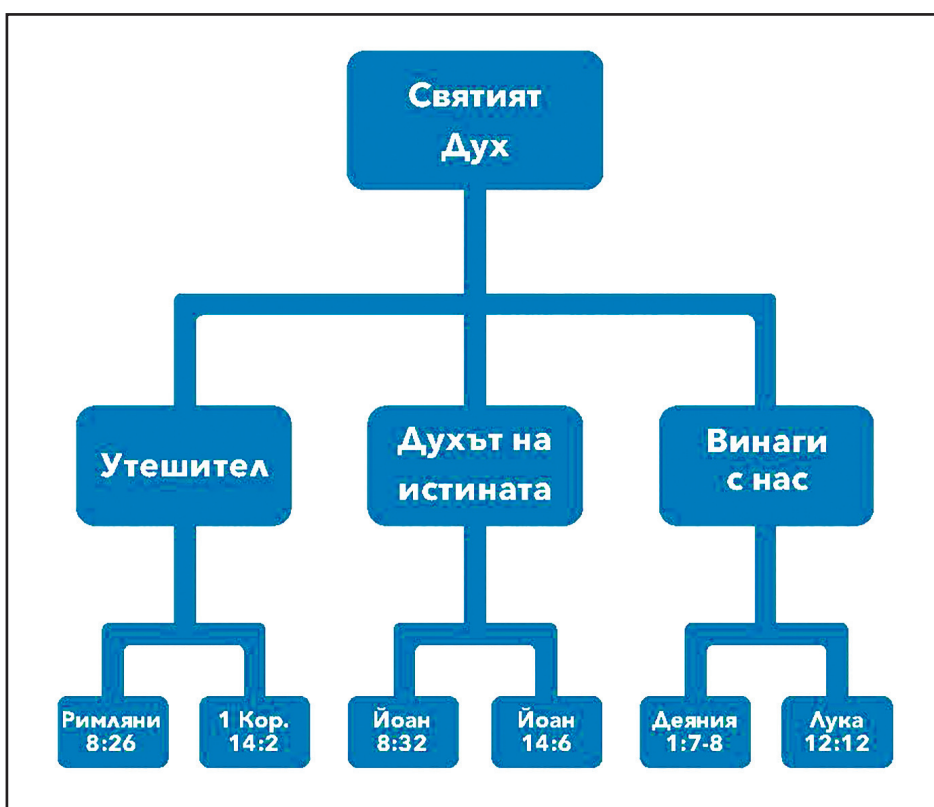 Святият
Дух
Утешител
Духът на
истината
Винаги
с нас
Римляни
8:26
1 Кор.
14:2
Йоан
8:32
Йоан
14:6
Деяния
1:7-8
Лука
12:12